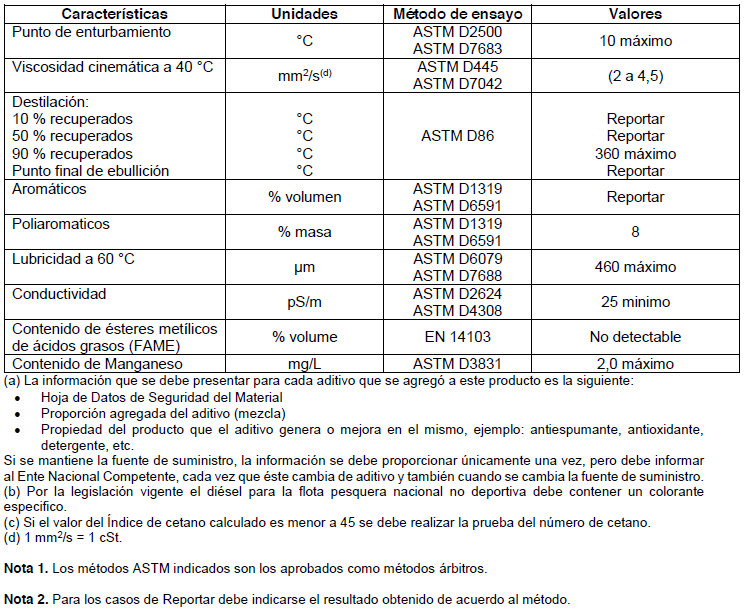 Características Unidades Método de ensayo Valores
Punto de enturbamiento °C ASTM D2500 10 máximo
ASTM D7683
Viscosidad cinemática a 40 °C mm2/s(d) ASTM D445 (2 a 4,5)
ASTM D7042
Destilación:
10 % recuperados °C Reportar
50 % recuperados °C ASTM D86 Reportar
90 % recuperados °C 360 máximo
Punto final de ebullición °C Reportar
Aromáticos % volumen ASTM D1319 Reportar
ASTM D6591
Poliaromaticos % masa ASTM D1319 8
ASTM D6591
Lubricidad a 60 °C µm ASTM D6079 460 máximo
ASTM D7688
Conductividad pS/m ASTM D2624 25 minimo
ASTM D4308
Contenido de ésteres metílicos % volume EN 14103 No detectable
de ácidos grasos (FAME)
Contenido de Manganeso mg/L ASTM D3831 2,0 máximo
(a) La información que se debe presentar para cada aditivo que se agregó a este producto es la siguiente:
• Hoja de Datos de Seguridad del Material
• Proporción agregada del aditivo (mezcla)
• Propiedad del producto que el aditivo genera o mejora en el mismo, ejemplo: antiespumante, antioxidante,
detergente, etc.
Si se mantiene la fuente de suministro, la información se debe proporcionar únicamente una vez, pero debe informar
al Ente Nacional Competente, cada vez que éste cambia de aditivo y también cuando se cambia la fuente de suministro.
(b) Por la legislación vigente el diésel para la flota pesquera nacional no deportiva debe contener un colorante
especifico.
(c) Si el valor del Índice de cetano calculado es menor a 45 se debe realizar la prueba del número de cetano.
(d) 1 mm2/s = 1 cSt.
Nota 1. Los métodos ASTM indicados son los aprobados como métodos árbitros.
Nota 2. Para los casos de Reportar debe indicarse el resultado obtenido de acuerdo al método.